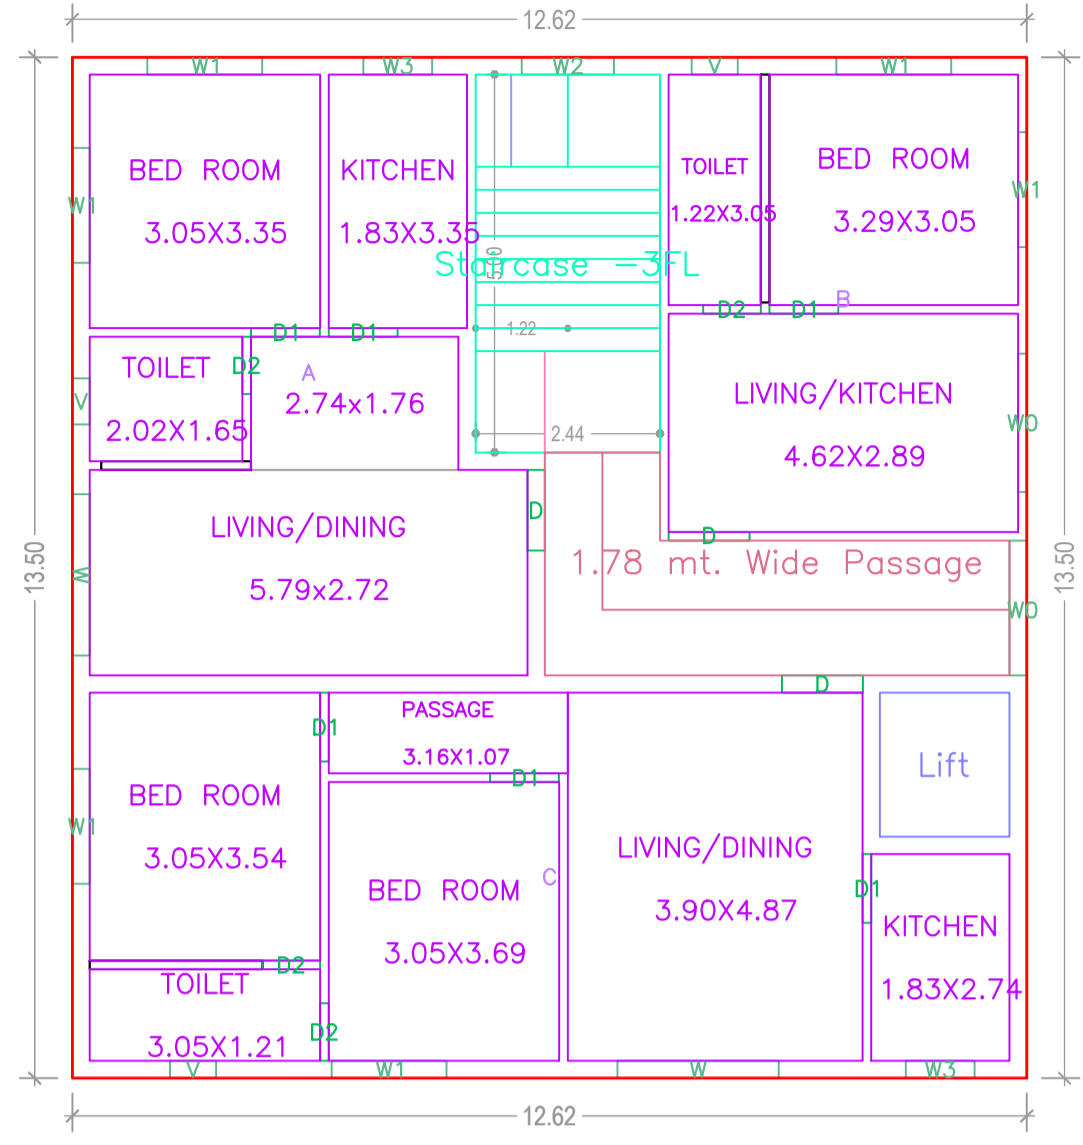 12.62
W1
W3
W2
V
W1
BED ROOM
3.05X3.35
KITCHEN
1.83X3.35
TOILET
1.22X3.05
BED ROOM
3.29X3.05
W1
W1
Staircase -3FL
5.00
1.22
2.44
D2
D1
B
D1
D1
D2
A
2.74x1.76
TOILET
2.02X1.65
V
LIVING/KITCHEN
4.62X2.89
W0
D
D
LIVING/DINING
5.79x2.72
W
1.78 mt. Wide Passage
W0
13.50
13.50
D
D1
PASSAGE
3.16X1.07
D1
Lift
BED ROOM
3.05X3.54
W1
LIVING/DINING
3.90X4.87
C
BED ROOM
3.05X3.69
D1
KITCHEN
1.83X2.74
D2
TOILET
3.05X1.21
D2
V
W1
W
W3
12.62